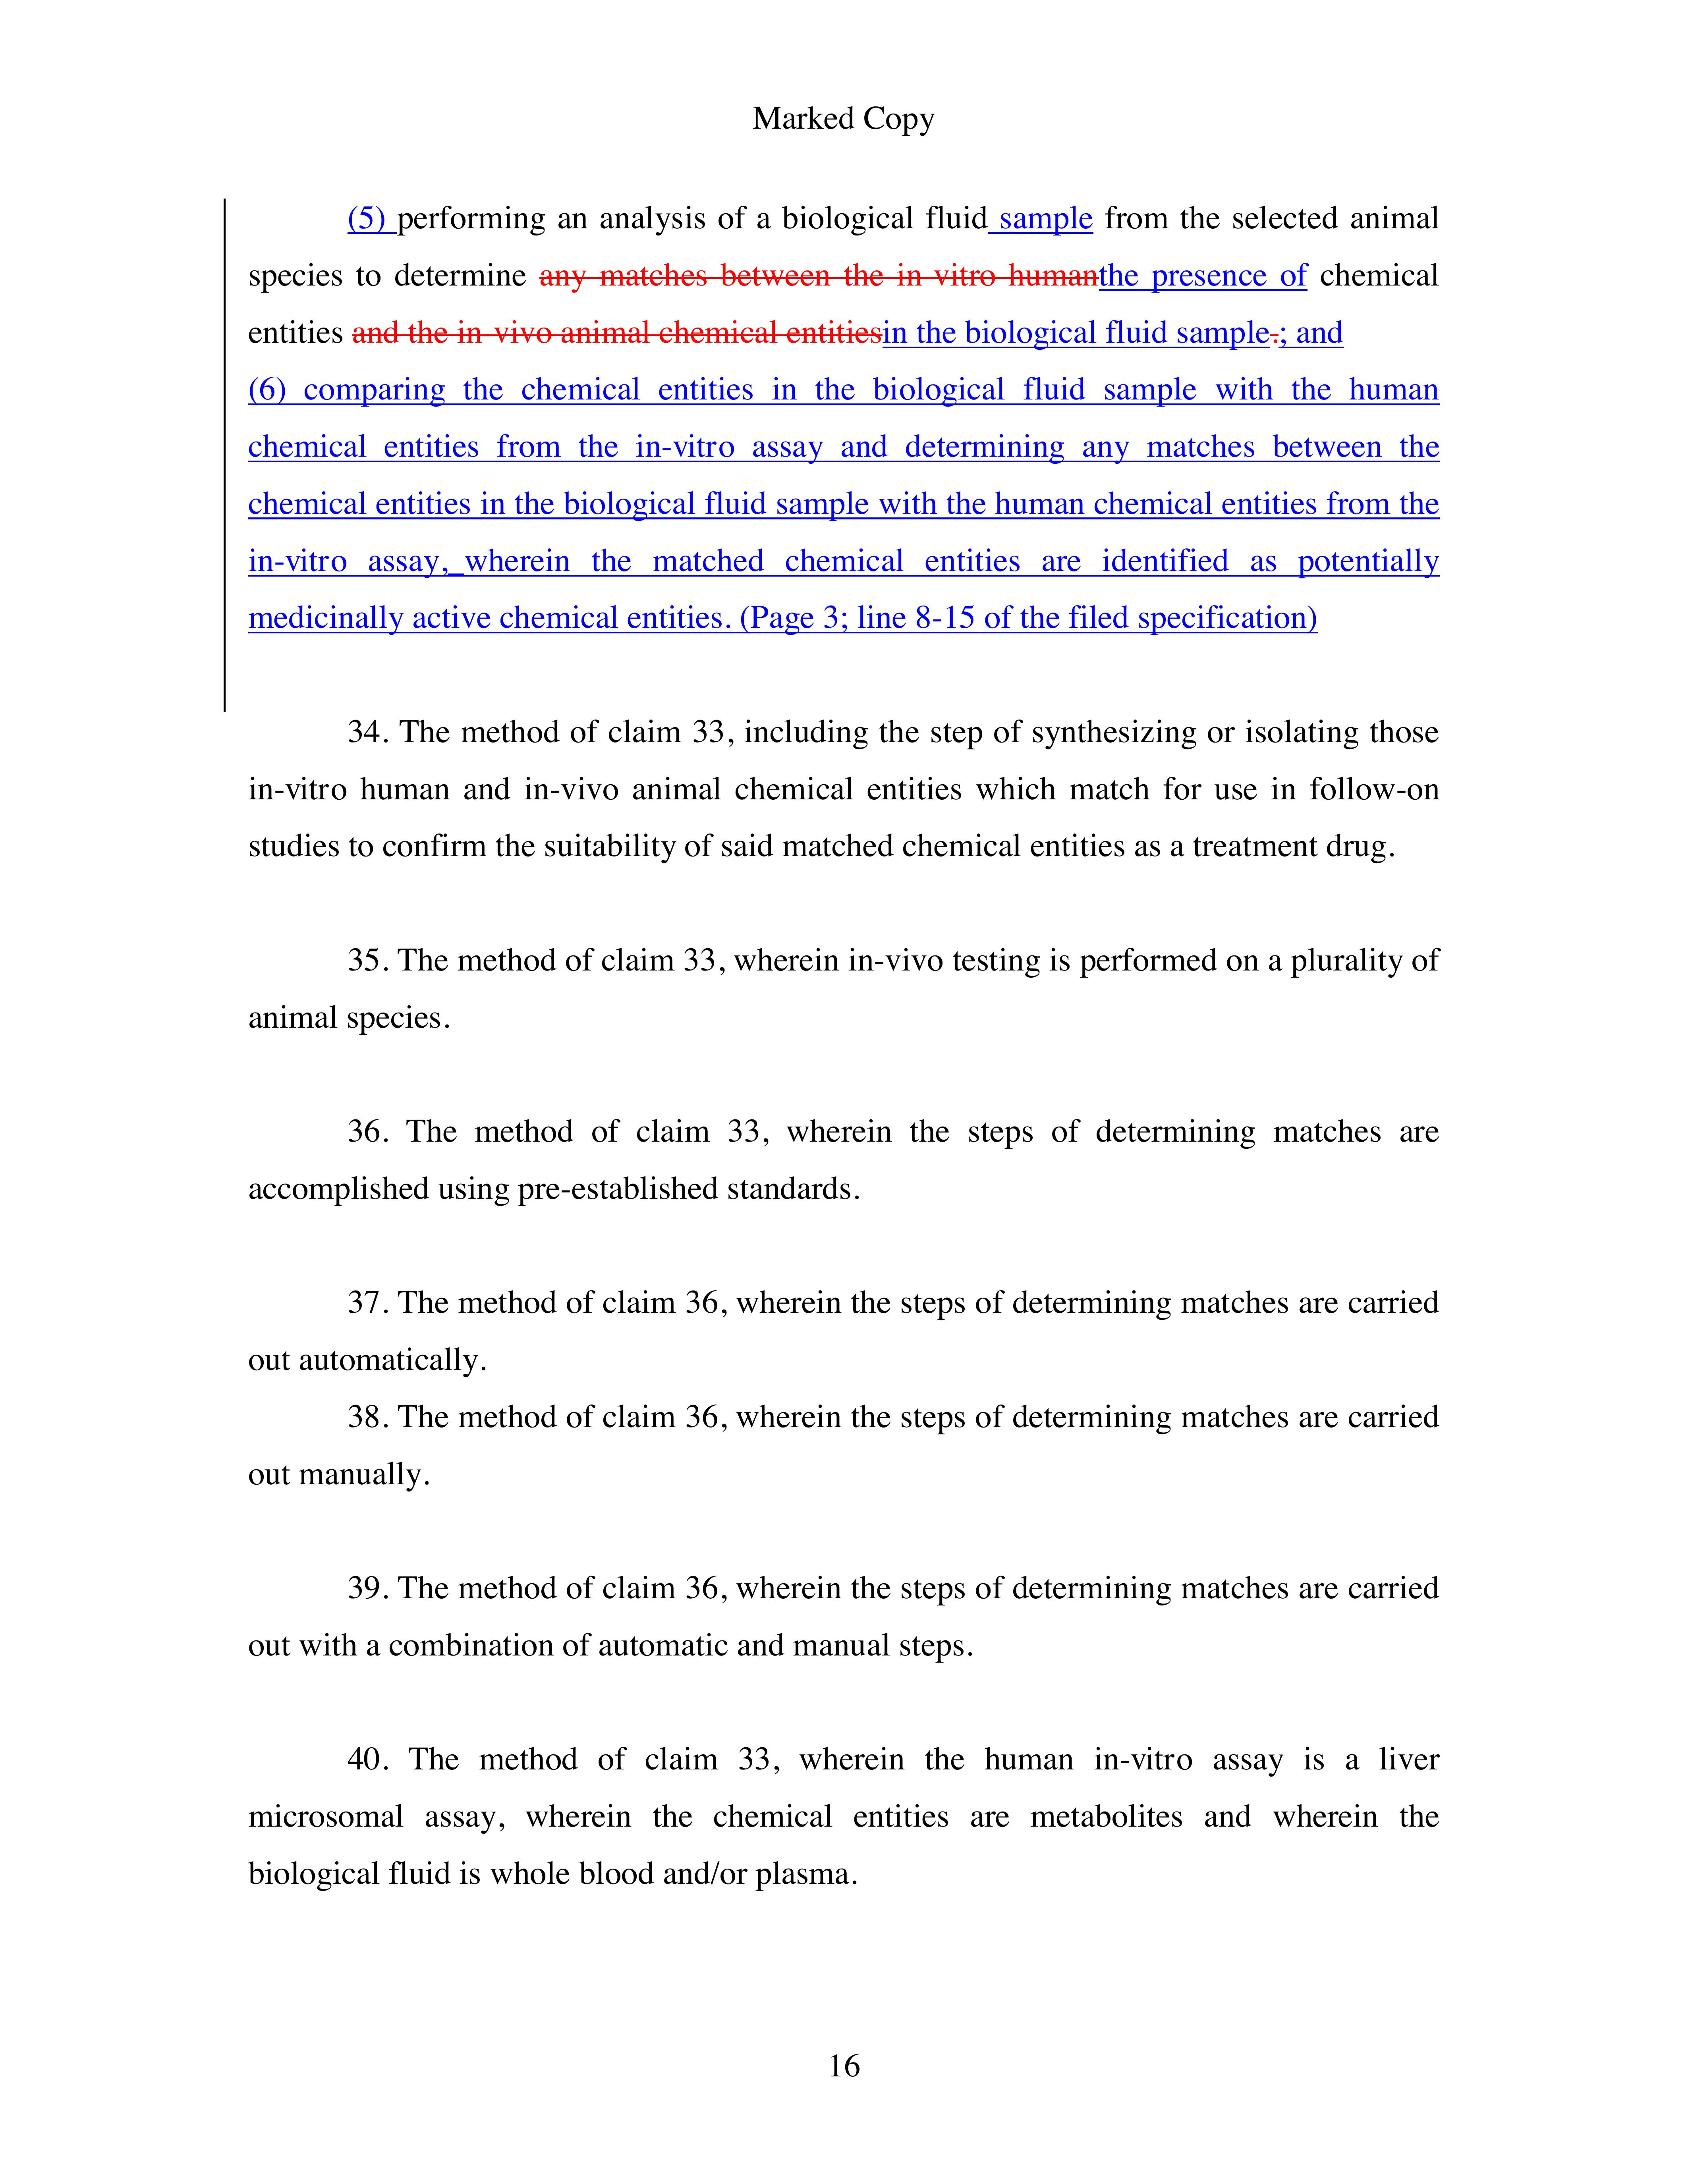 Marked Copy
(5) performing an analysis of a biological fluid sample from the selected animal
species to determine any matches between the in-vitro humanthe presence of chemical
entities and the in-vivo animal chemical entitiesin the biological fluid sample.; and
(6) comparing the chemical entities in the biological fluid sample with the human
chemical entities from the in-vitro assay and determining any matches between the
chemical entities in the biological fluid sample with the human chemical entities from the
in-vitro assay, wherein the matched chemical entities are identified as potentially
medicinally active chemical entities. (Page 3; line 8-15 of the filed specification)
34. The method of claim 33, including the step of synthesizing or isolating those
in-vitro human and in-vivo animal chemical entities which match for use in follow-on
studies to confirm the suitability of said matched chemical entities as a treatment drug.
35. The method of claim 33, wherein in-vivo testing is performed on a plurality of
animal species.
36. The method of claim 33, wherein the steps of determining matches are
accomplished using pre-established standards.
37. The method of claim 36, wherein the steps of determining matches are carried
out automatically.
38. The method of claim 36, wherein the steps of determining matches are carried
out manually.
39. The method of claim 36, wherein the steps of determining matches are carried
out with a combination of automatic and manual steps.
40. The method of claim 33, wherein the human in-vitro assay is a liver
microsomal assay, wherein the chemical entities are metabolites and wherein the
biological fluid is whole blood and/or plasma.
16